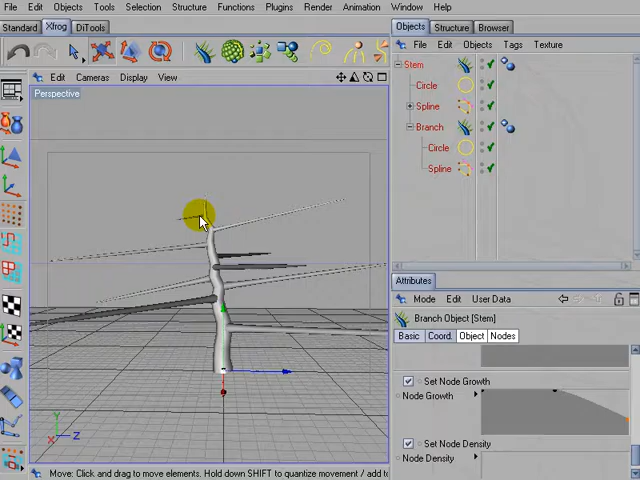 File Edit Objects Tools Selection Structure Functions Plugins Render Animation Window
Standard Xfrog DiTools
Objects Structure Browser
File Edit Objects Tags Texture
Edit Cameras Display View
Perspective
Stem
Circle
Spline
Branch
Circle
Spline
Y
X Z
Attributes
Mode Edit User Data
Branch Object [Stem]
Basic Coord. Object Nodes
Set Node Growth
Node Growth
Set Node Density
Node Density
Move: Click and drag to move elements. Hold down SHIFT to quantize movement / add to